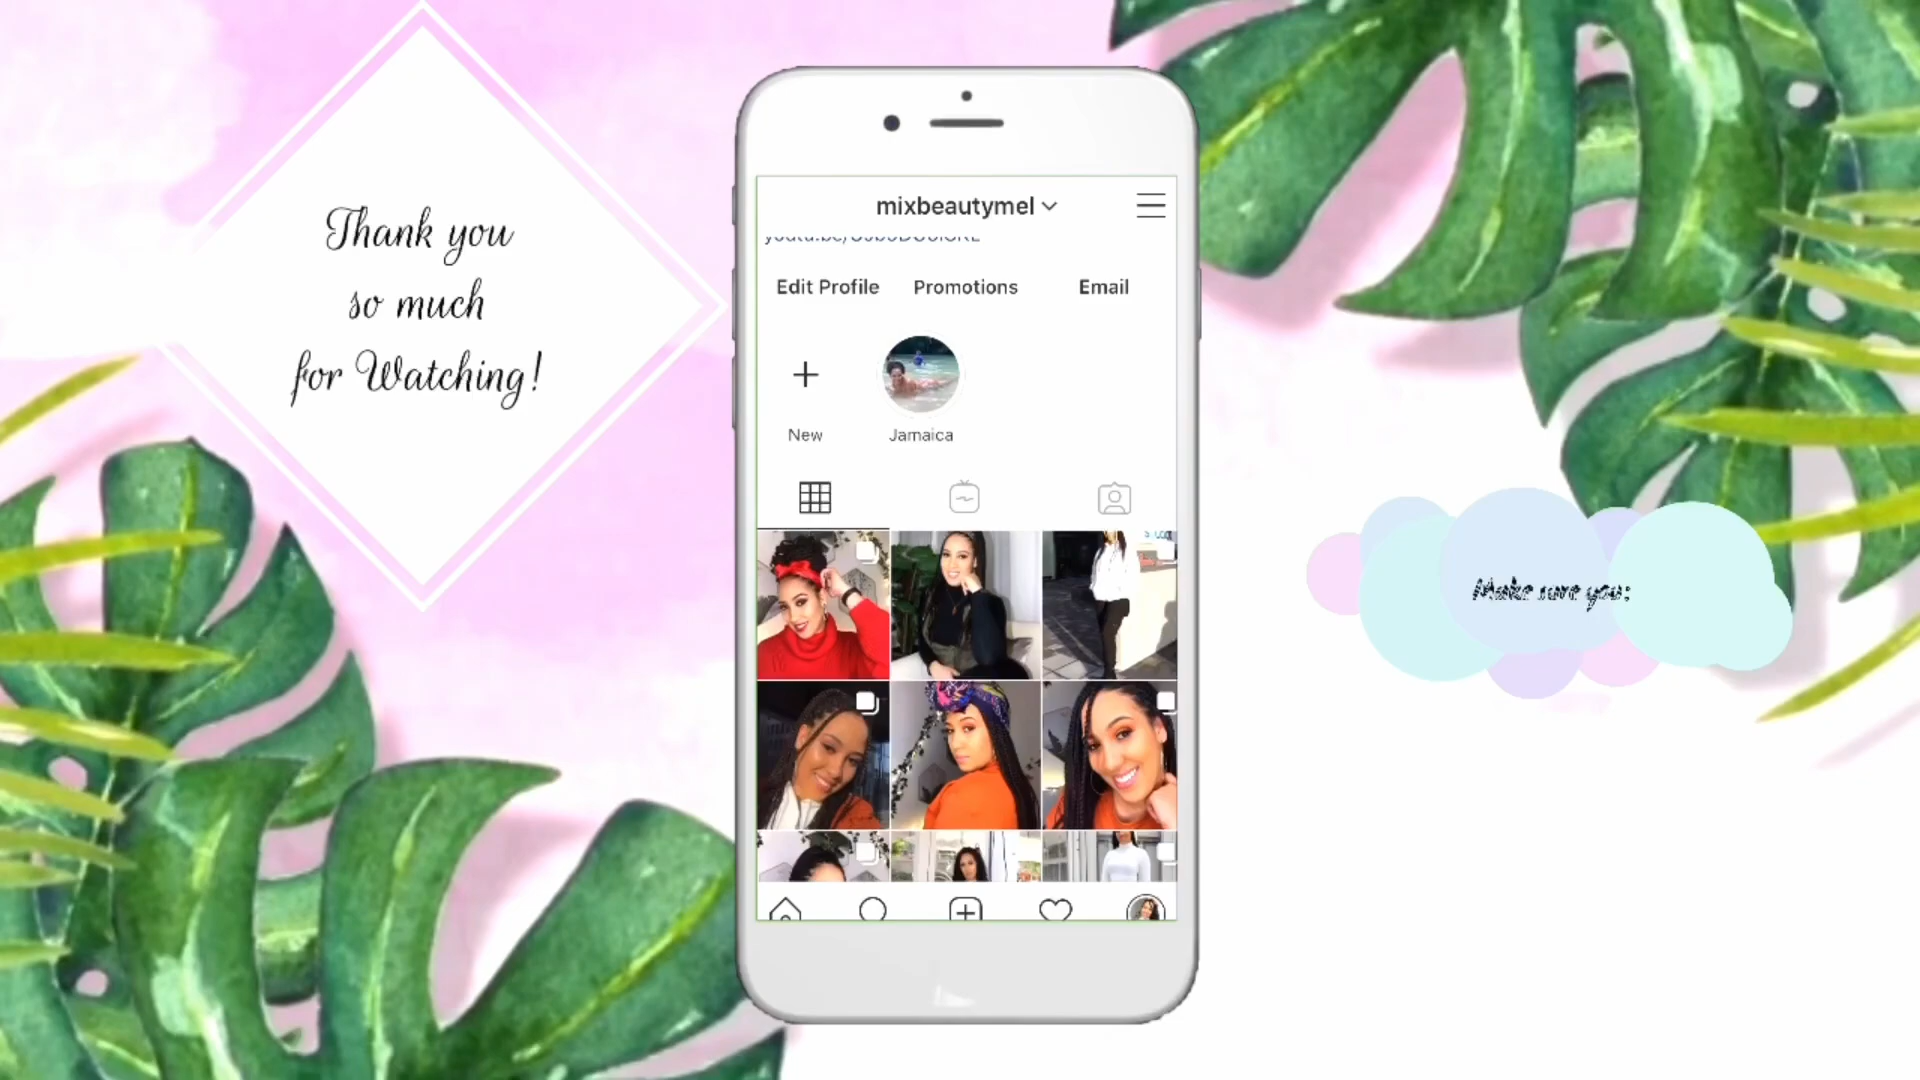 Thank you
so much
for Watching!
mixbeautymel
Edit Profile Promotions Email
New Jamaica
Make sure you: